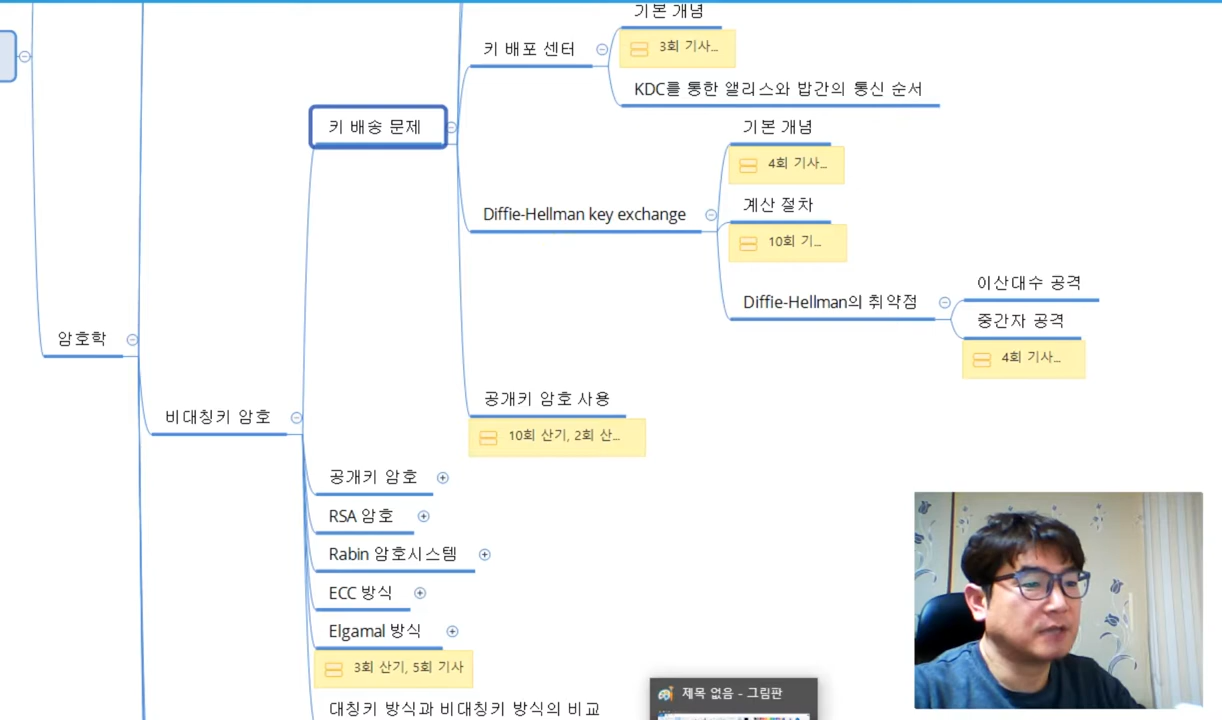 기본 개념
3회 기사...
키 배포 센터
KDC를 통한 앨리스와 밥간의 통신 순서
키 배송 문제
기본 개념
4회 기사...
계산 절차
10회 기...
Diffie-Hellman key exchange
Diffie-Hellman의 취약점
이산대수 공격
중간자 공격
4회 기사...
암호학
비대칭키 암호
공개키 암호 사용
10회 산기, 2회 산...
공개키 암호
RSA 암호
Rabin 암호시스템
ECC 방식
Elgamal 방식
3회 산기, 5회 기사
대칭키 방식과 비대칭키 방식의 비교
제목 없음 - 그림판